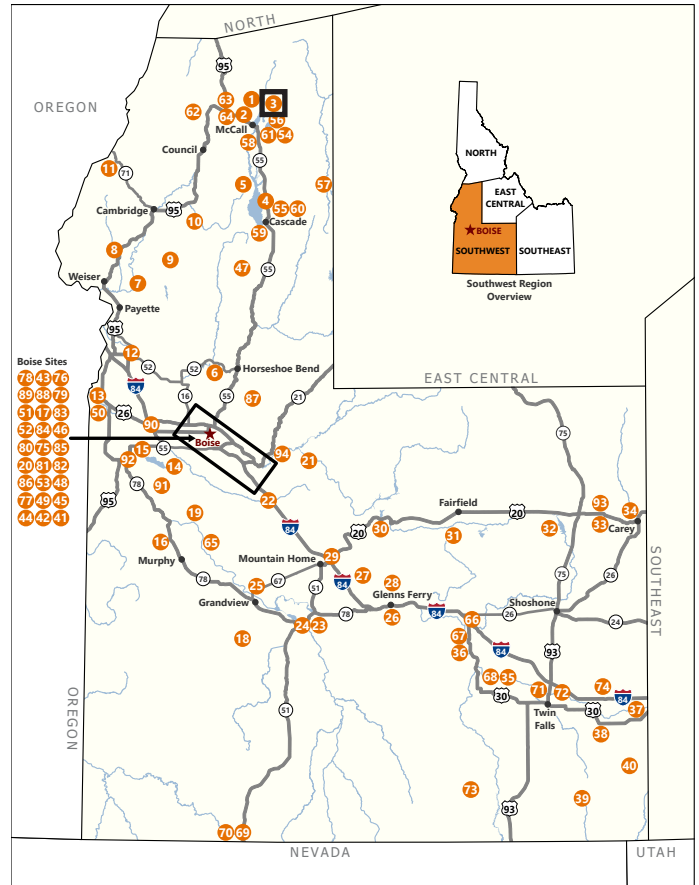 NORTH
95
OREGON
63
1
3
62
64
2
56
McCall
61
54
58
Council
55
11
71
5
57
4
Cambridge
95
55
60
10
Cascade
59
8
9
47
55
Weiser
7
Payette
95
NORTH
EAST
CENTRAL
BOISE
SOUTHWEST
SOUTHEAST
Southwest Region
Overview
12
52
52
6
Horseshoe Bend
EAST CENTRAL
Boise Sites
78 43 76
89 88 79
51 17 83
52 84 46
80 75 85
20 81 82
86 53 48
77 49 45
44 42 41
84
16
55
87
21
13
50
26
90
Boise
75
15
55
94
21
92
14
78
91
95
22
19
84
Fairfield
20
93
34
33
Carey
16
65
20
30
31
32
Murphy
Mountain Home
29
SOUTHEAST
78
67
25
51
84
27
28
75
26
Grandview
Glenns Ferry
Shoshone
24
23
78
26
84
66
26
24
18
67
36
84
93
68
35
71
72
74
84
30
30
37
OREGON
51
Twin
Falls
38
40
73
39
93
70
69
NEVADA
UTAH